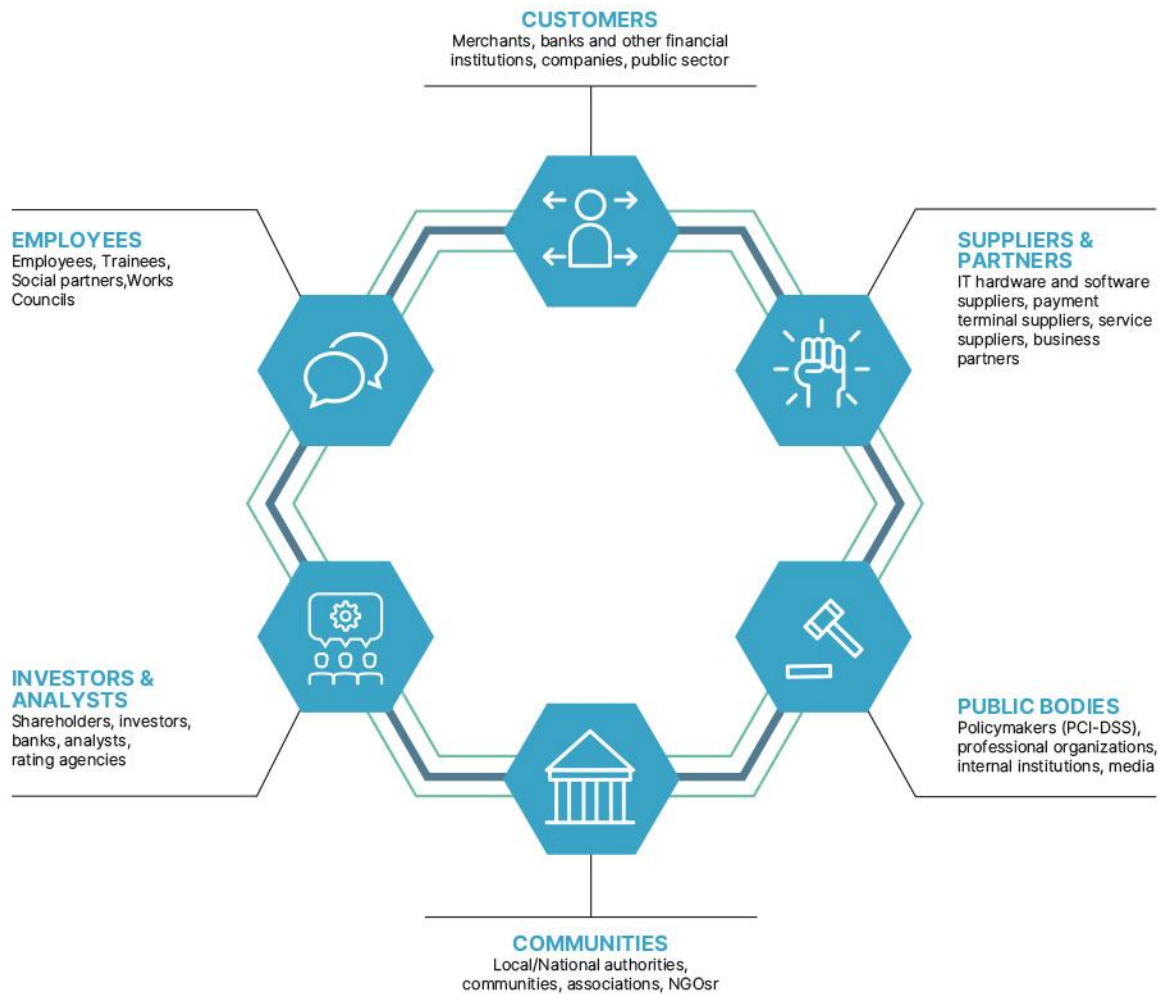 CUSTOMERS
Merchants, banks and other financial
institutions, companies, public sector
EMPLOYEES
Employees, Trainees,
Social partners,Works
Councils
SUPPLIERS &
PARTNERS
IT hardware and software
suppliers, payment
terminal suppliers, service
suppliers, business
partners
INVESTORS &
ANALYSTS
Shareholders, investors,
banks, analysts,
rating agencies
PUBLIC BODIES
Policymakers (PCI-DSS),
professional organizations,
internal institutions, media
COMMUNITIES
Local/National authorities,
communities, associations, NGOsr